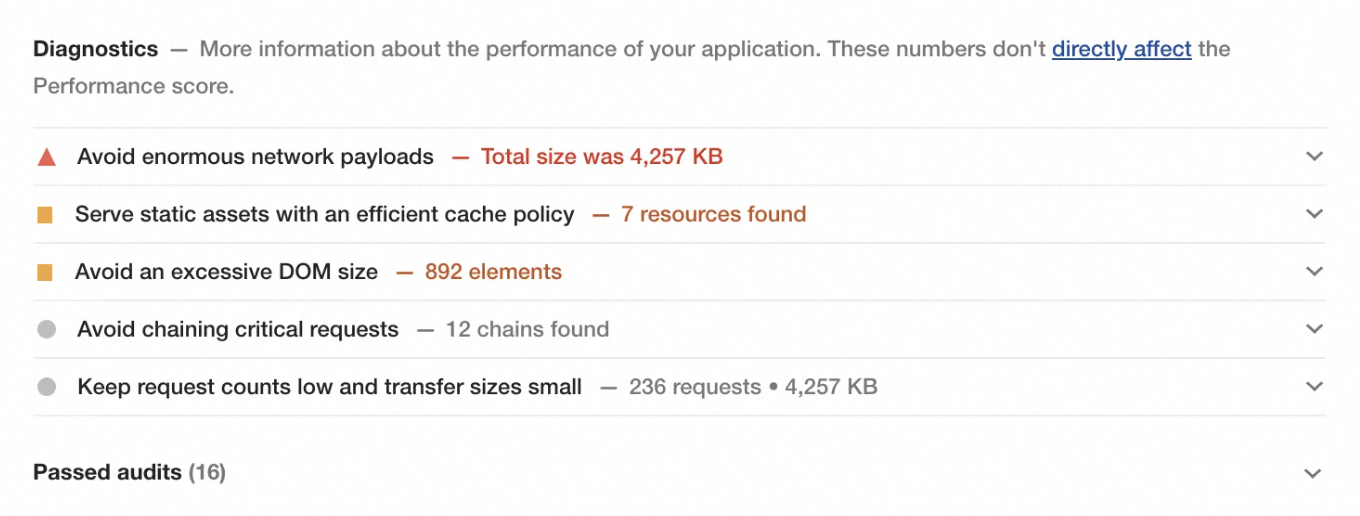 Diagnostics — More information about the performance of your application. These numbers don't directly affect the
Performance score.
Avoid enormous network payloads — Total size was 4,257 KB
Serve static assets with an efficient cache policy — 7 resources found
Avoid an excessive DOM size — 892 elements
Avoid chaining critical requests — 12 chains found
Keep request counts low and transfer sizes small — 236 requests • 4,257 KB
Passed audits (16)